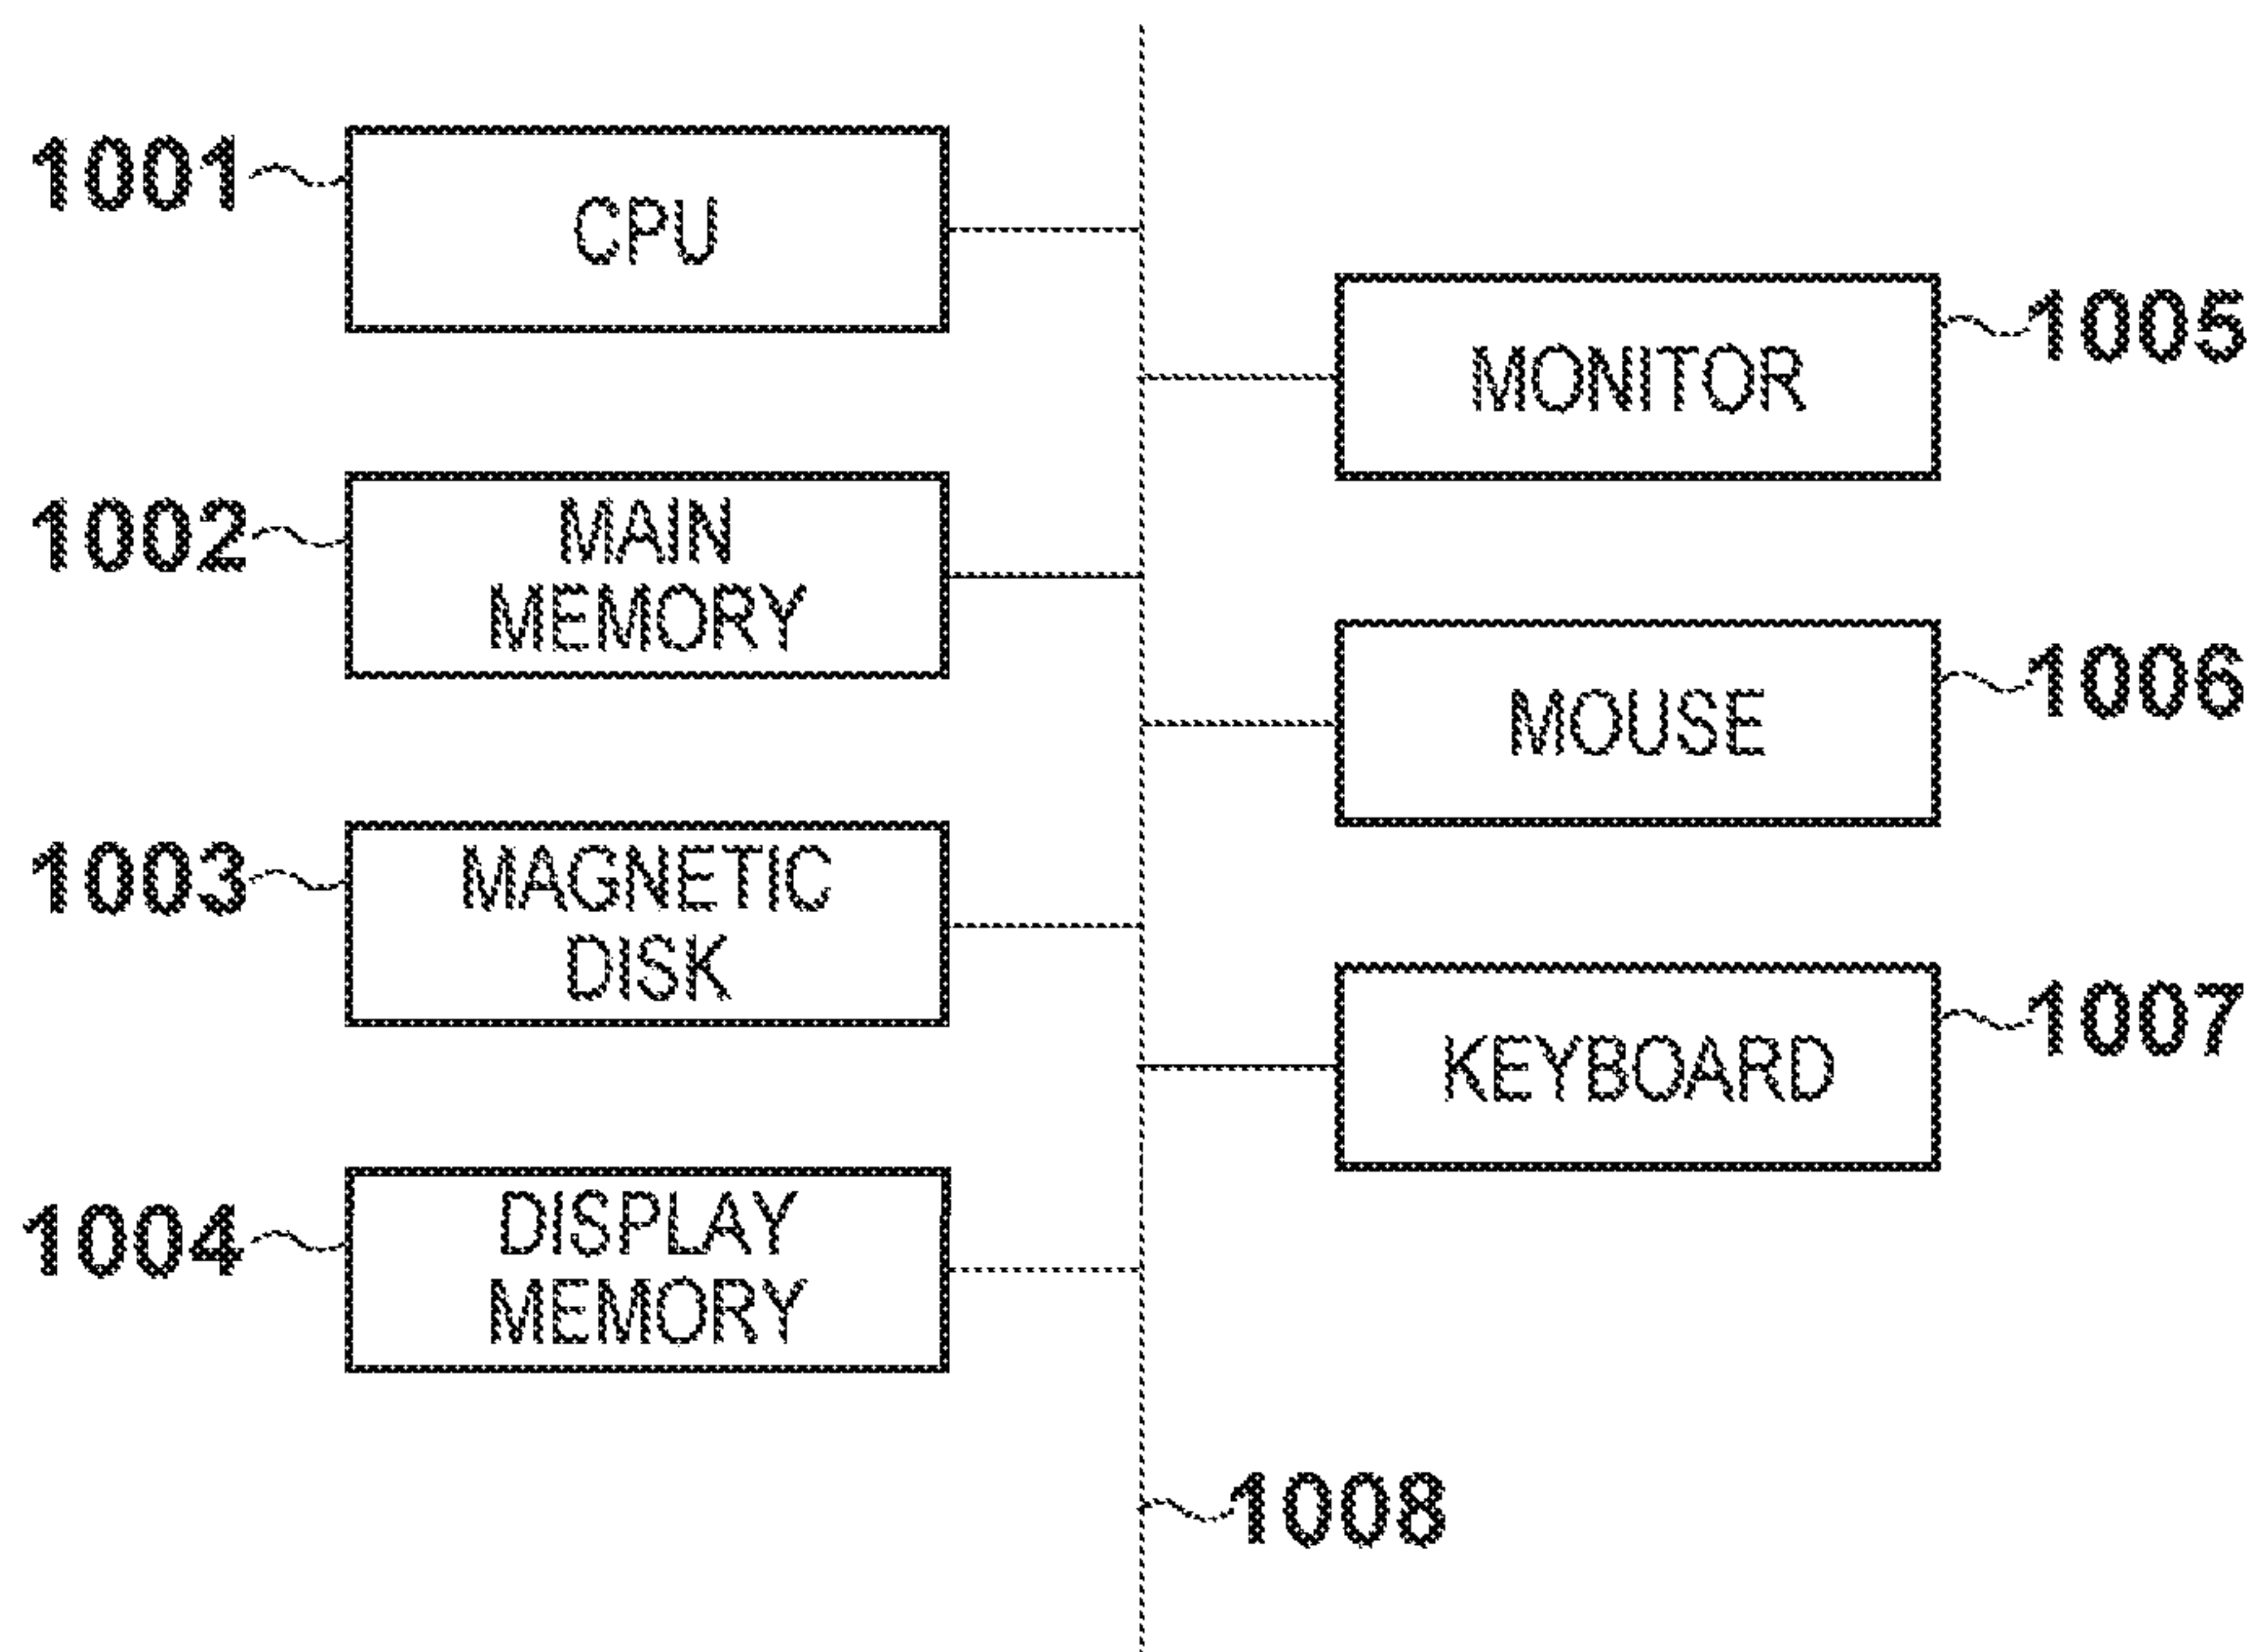 1001
CPU
1002
MAIN
MEMORY
1003
MAGNETIC
DISK
1004
DISPLAY
MEMORY
MONITOR
1005
MOUSE
1006
KEYBOARD
1007
1008